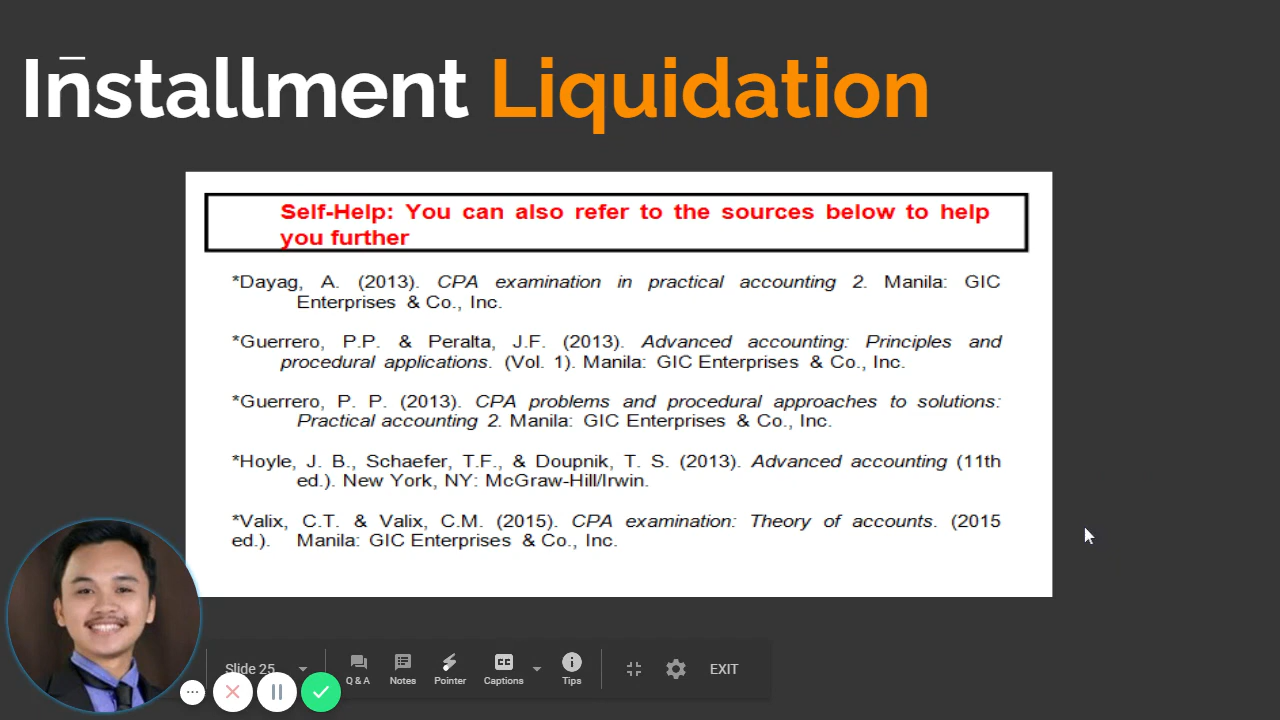 Installment Liquidation
Self-Help: You can also refer to the sources below to help
you further
*Dayag, A. (2013). CPA examination in practical accounting 2. Manila: GIC
Enterprises & Co., Inc.
*Guerrero, P.P. & Peralta, J.F. (2013). Advanced accounting: Principles and
procedural applications. (Vol. 1). Manila: GIC Enterprises & Co., Inc.
*Guerrero, P. P. (2013). CPA problems and procedural approaches to solutions:
Practical accounting 2. Manila: GIC Enterprises & Co., Inc.
*Hoyle, J. B., Schaefer, T.F., & Doupnik, T. S. (2013). Advanced accounting (11th
ed.). New York, NY: McGraw-Hill/Irwin.
*Valix, C.T. & Valix, C.M. (2015). CPA examination: Theory of accounts. (2015
ed.). Manila: GIC Enterprises & Co., Inc.
Slide 25
Q & A Notes Pointer CC Captions Tips EXIT